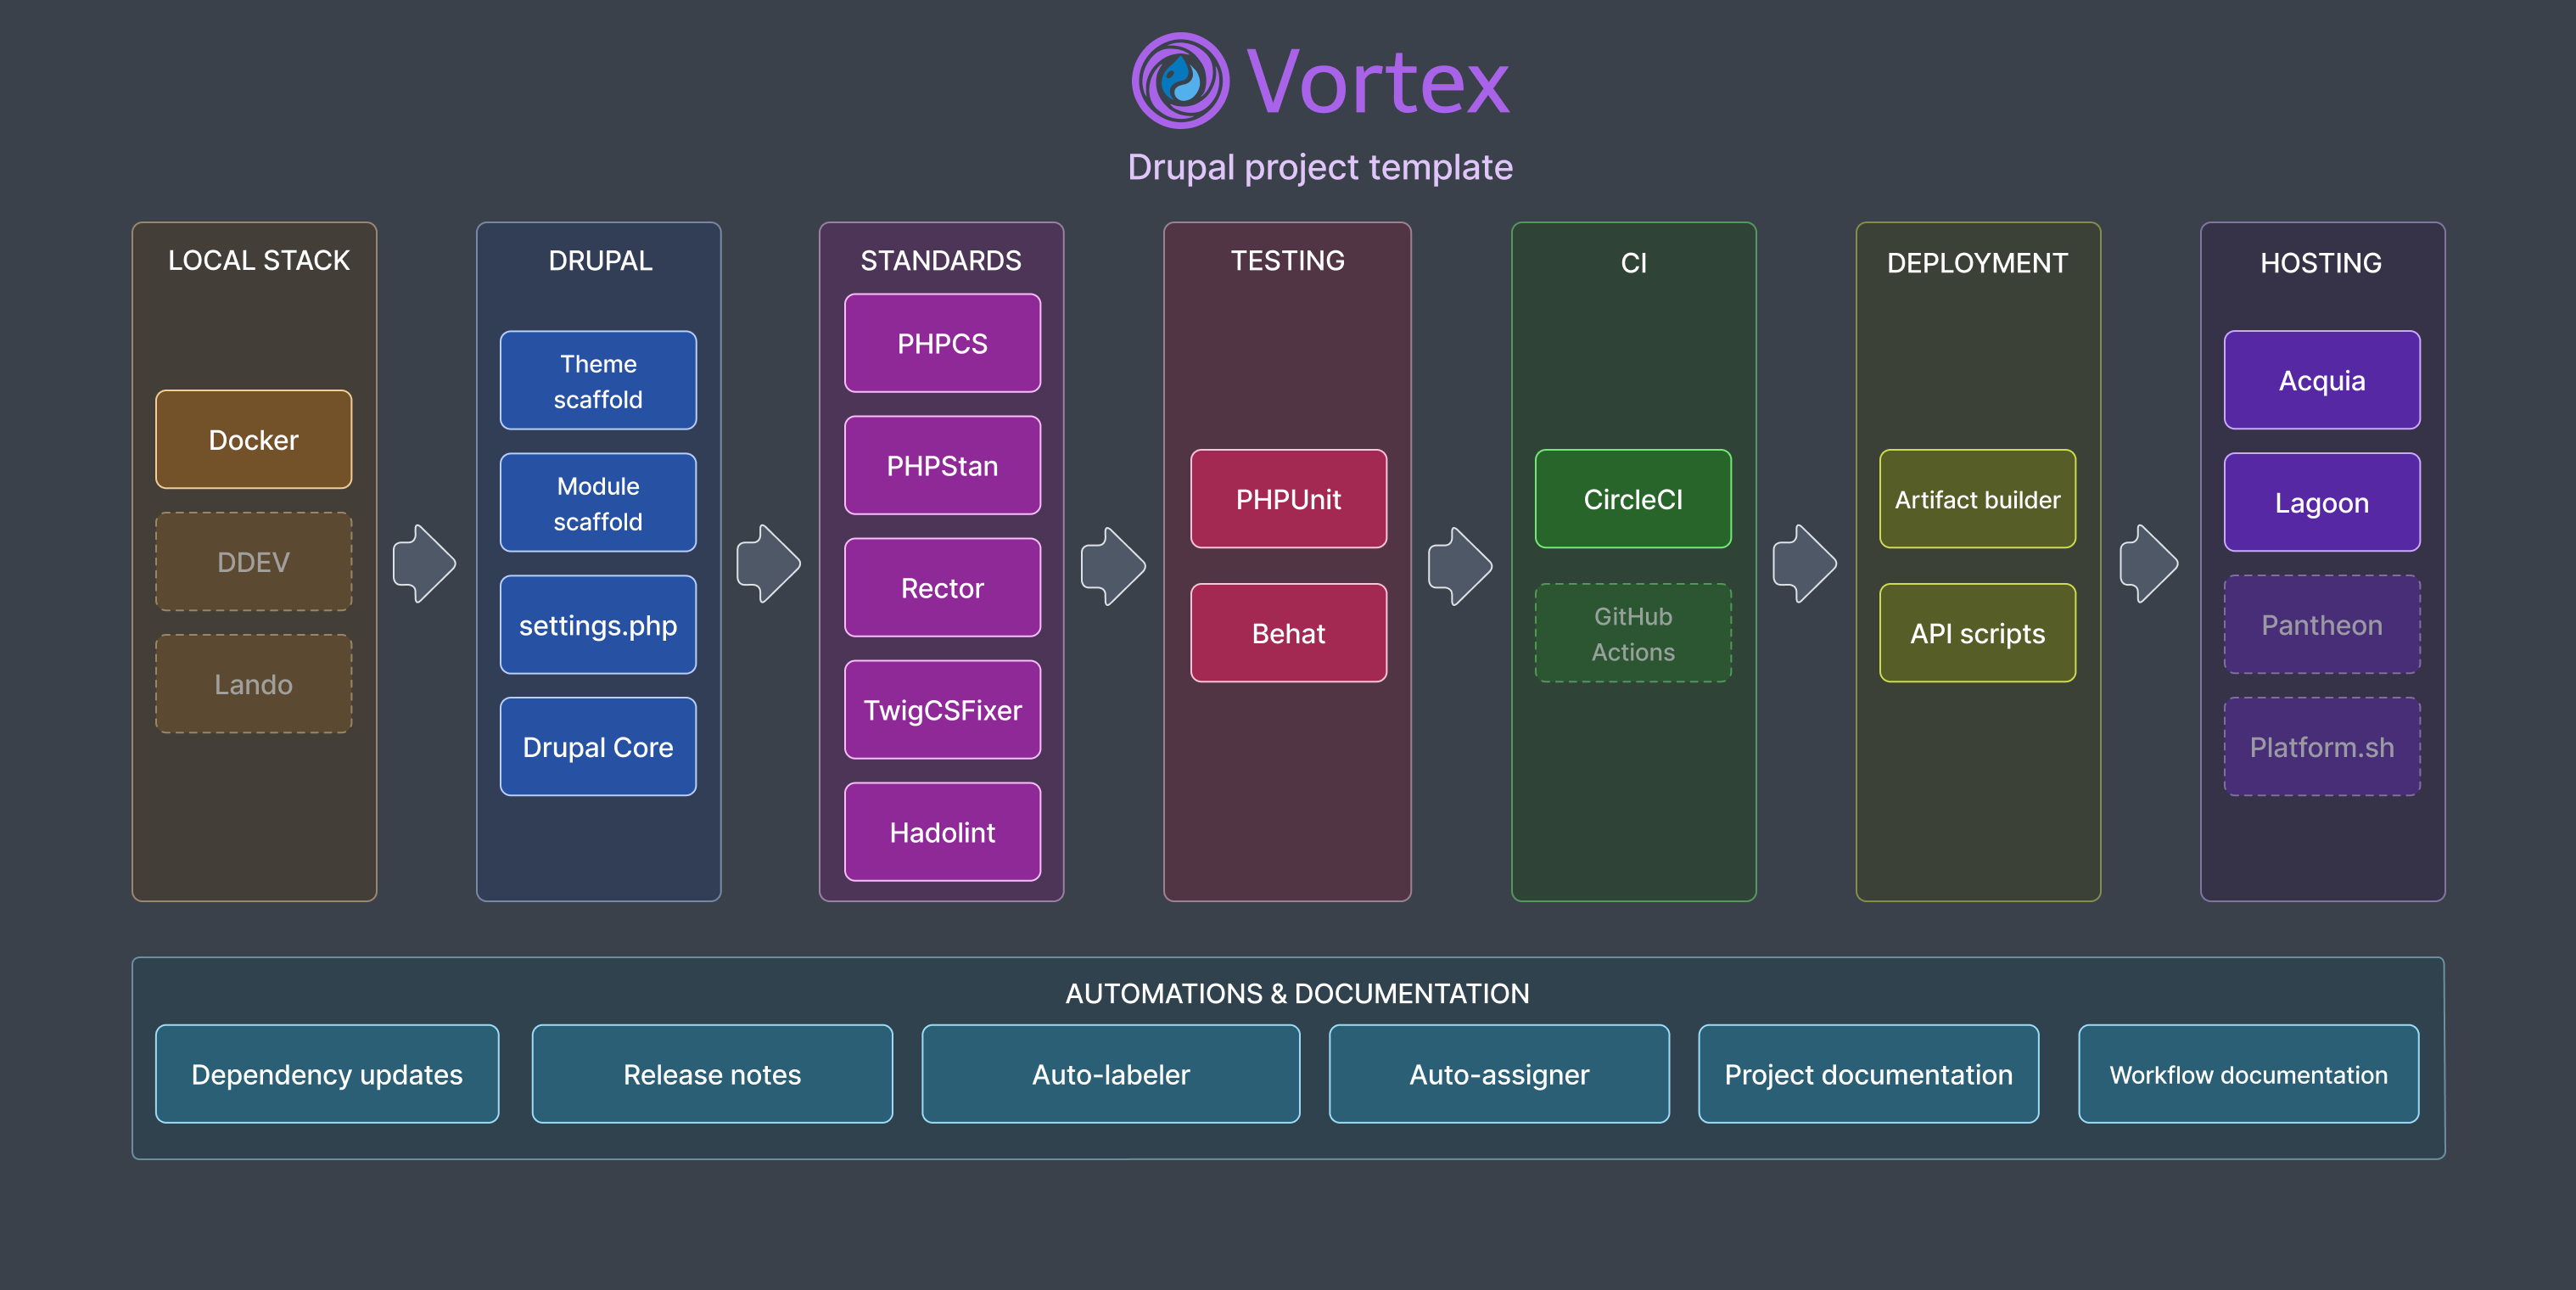 Vortex
Drupal project template
LOCAL STACK
Docker
DDEV
Lando
DRUPAL
Theme
scaffold
Module
scaffold
settings.php
Drupal Core
STANDARDS
PHPCS
PHPStan
Rector
TwigCSFixer
Hadolint
TESTING
PHPUnit
Behat
CI
CircleCI
GitHub
Actions
DEPLOYMENT
Artifact builder
API scripts
HOSTING
Acquia
Lagoon
Pantheon
Platform.sh
AUTOMATIONS & DOCUMENTATION
Dependency updates
Release notes
Auto-labeler
Auto-assigner
Project documentation
Workflow documentation